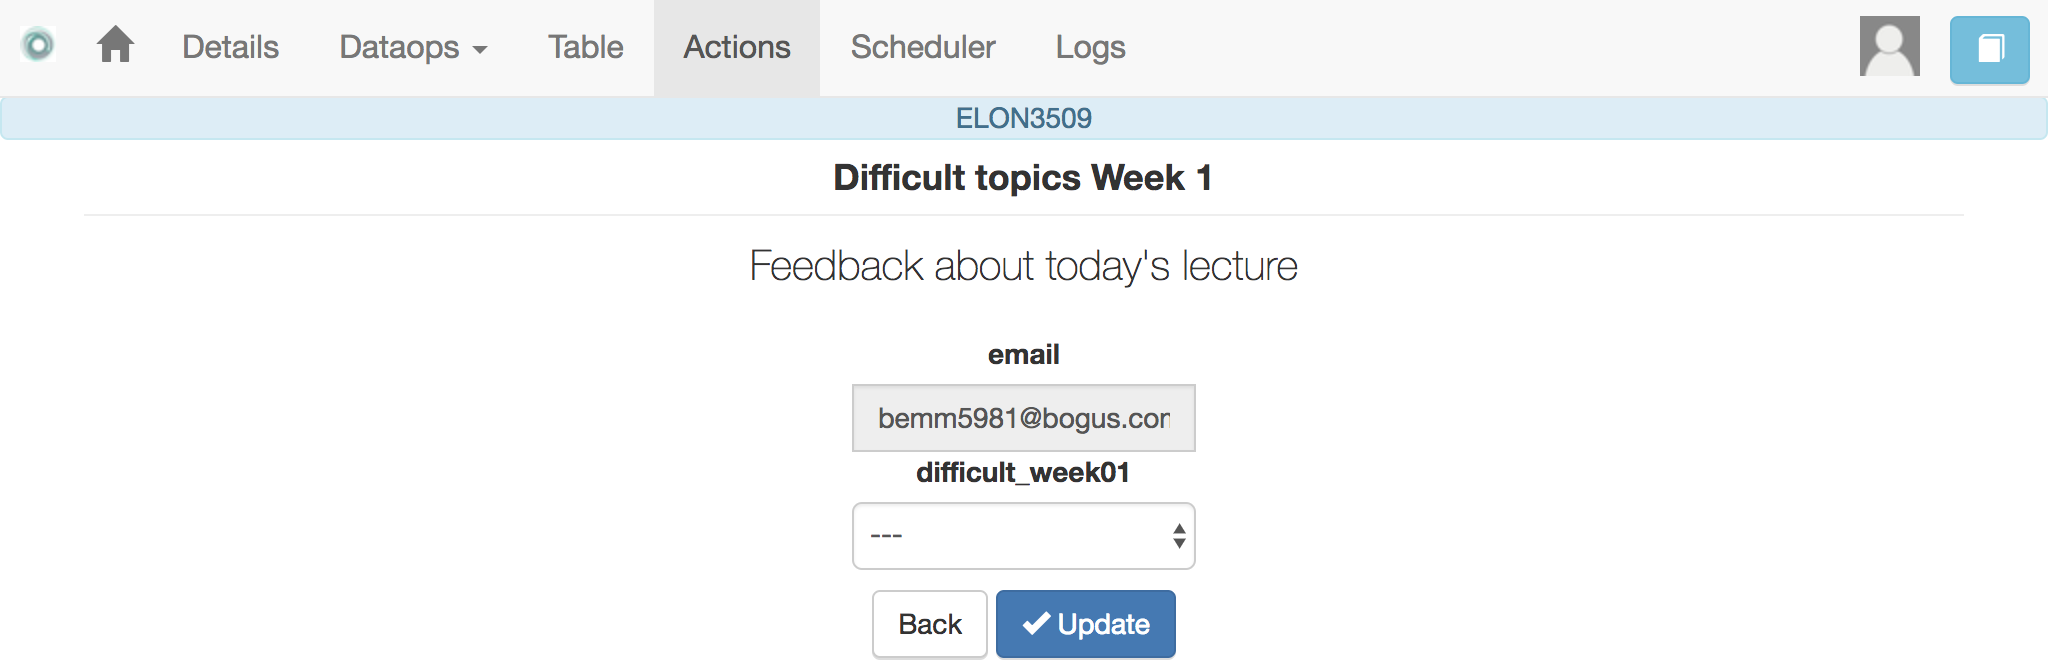 Details Dataops Table Actions Scheduler Logs
ELON3509
Difficult topics Week 1
Feedback about today's lecture
email
bemm5981@bogus.com
difficult_week01
---
Back Update